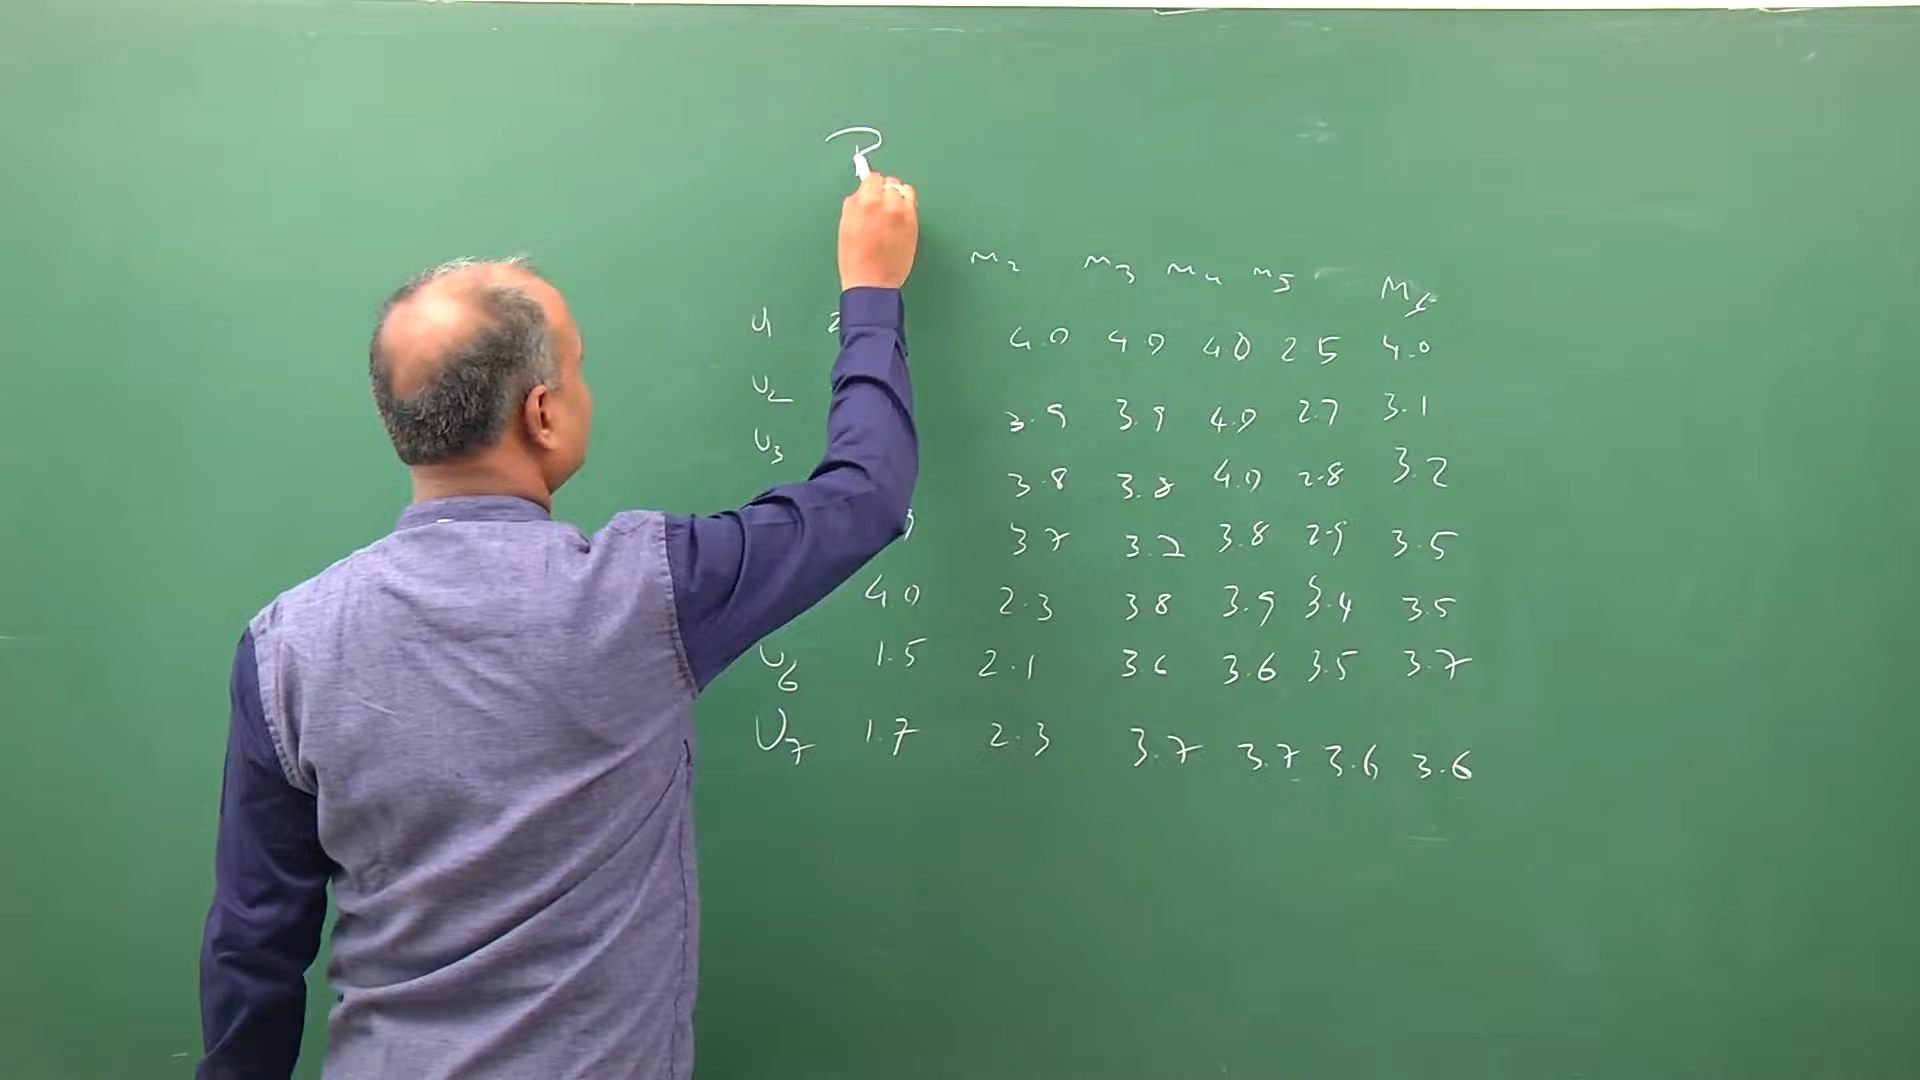 P
M2 M3 M4 M5 M6
U1 2 4.0 4.0 4.0 2.5 4.0
U2 3.9 3.9 4.0 2.7 3.1
U3 3.8 3.8 4.0 2.8 3.2
3.7 3.2 3.8 2.9 3.5
4.0 2.3 3.8 3.9 3.4 3.5
U6 1.5 2.1 3.6 3.6 3.5 3.7
U7 1.7 2.3 3.7 3.7 3.6 3.6